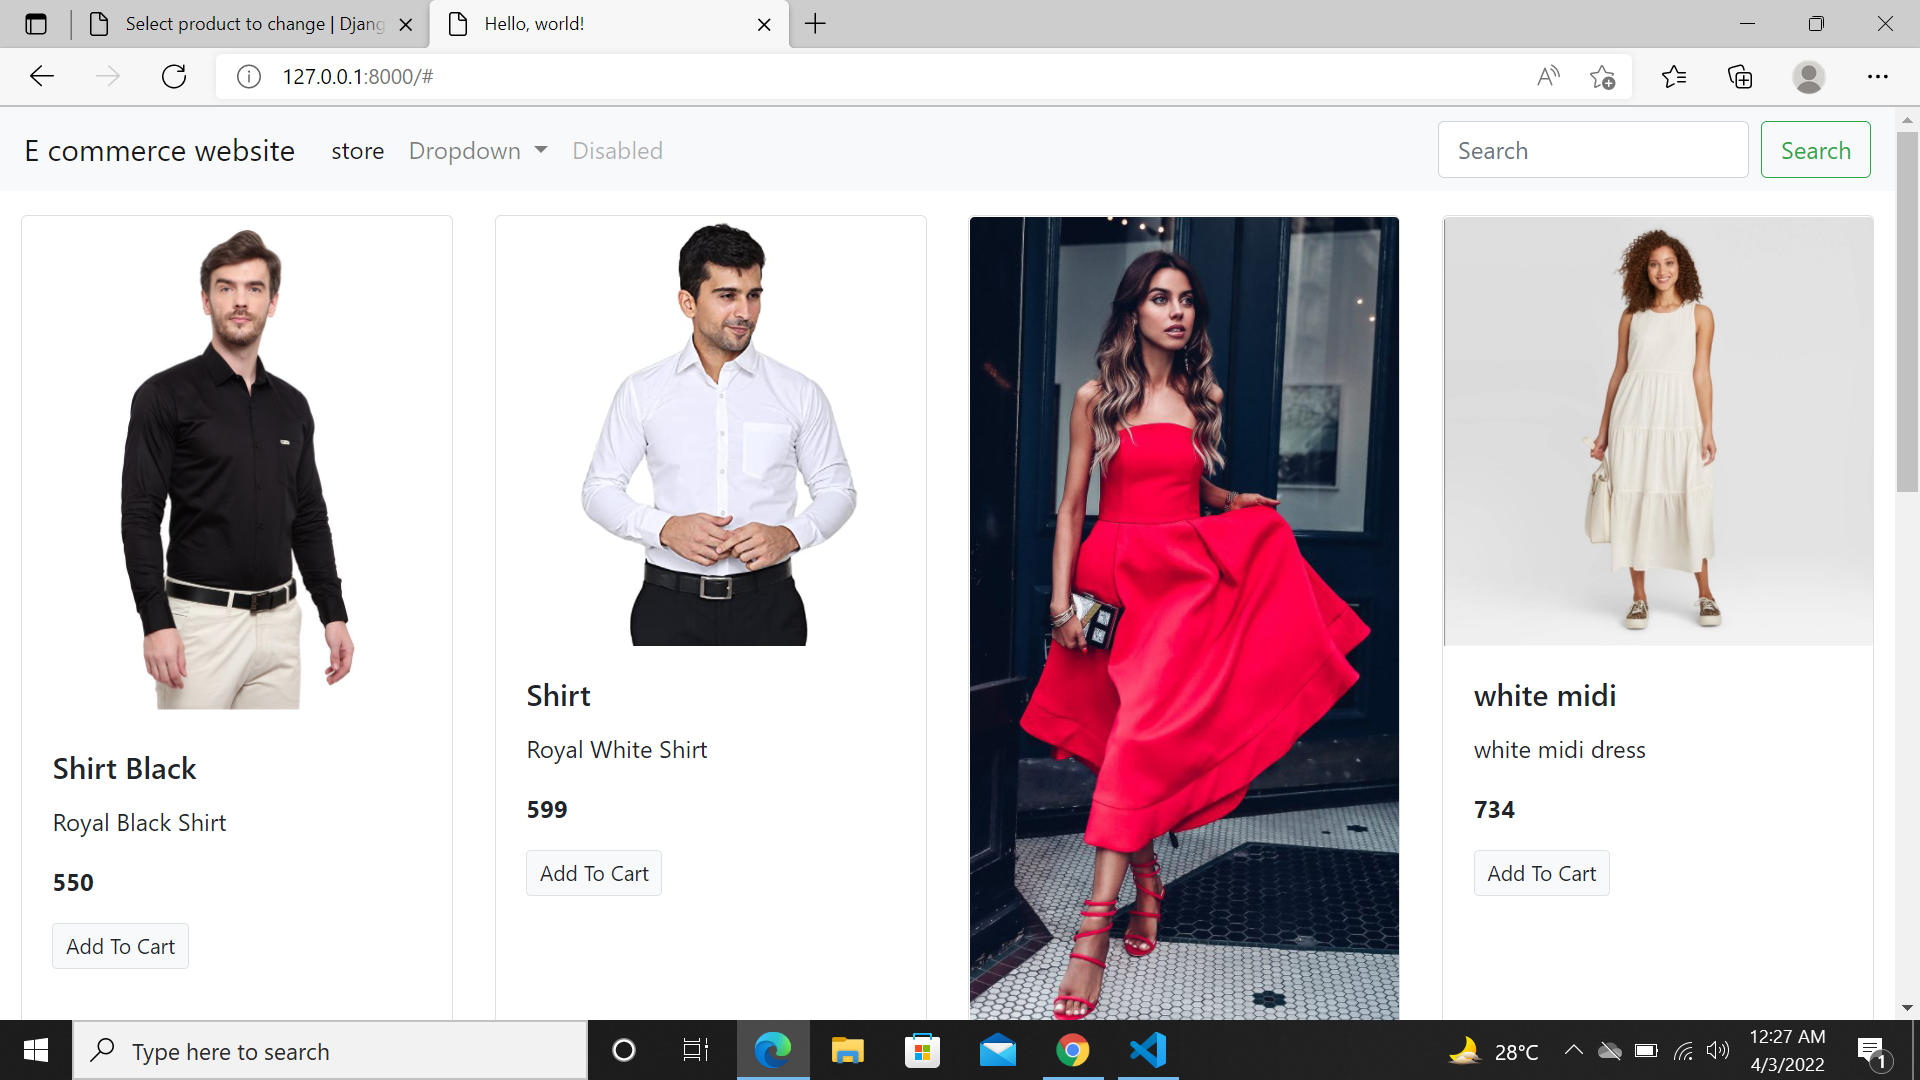 Select product to change | Djang
Hello, world!
127.0.0.1:8000/#
E commerce website
store
Dropdown
Disabled
Search
Search
Shirt Black
Royal Black Shirt
550
Add To Cart
Shirt
Royal White Shirt
599
Add To Cart
white midi
white midi dress
734
Add To Cart
Type here to search
28°C
12:27 AM
4/3/2022
1